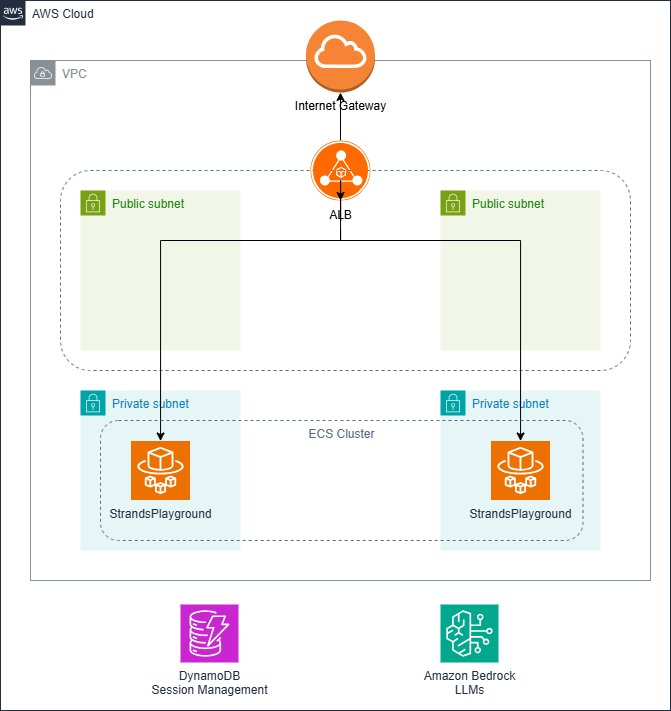 aws
AWS Cloud
VPC
Internet Gateway
ALB
Public subnet
Public subnet
Private subnet
Private subnet
ECS Cluster
StrandsPlayground
StrandsPlayground
DynamoDB
Session Management
Amazon Bedrock
LLMs